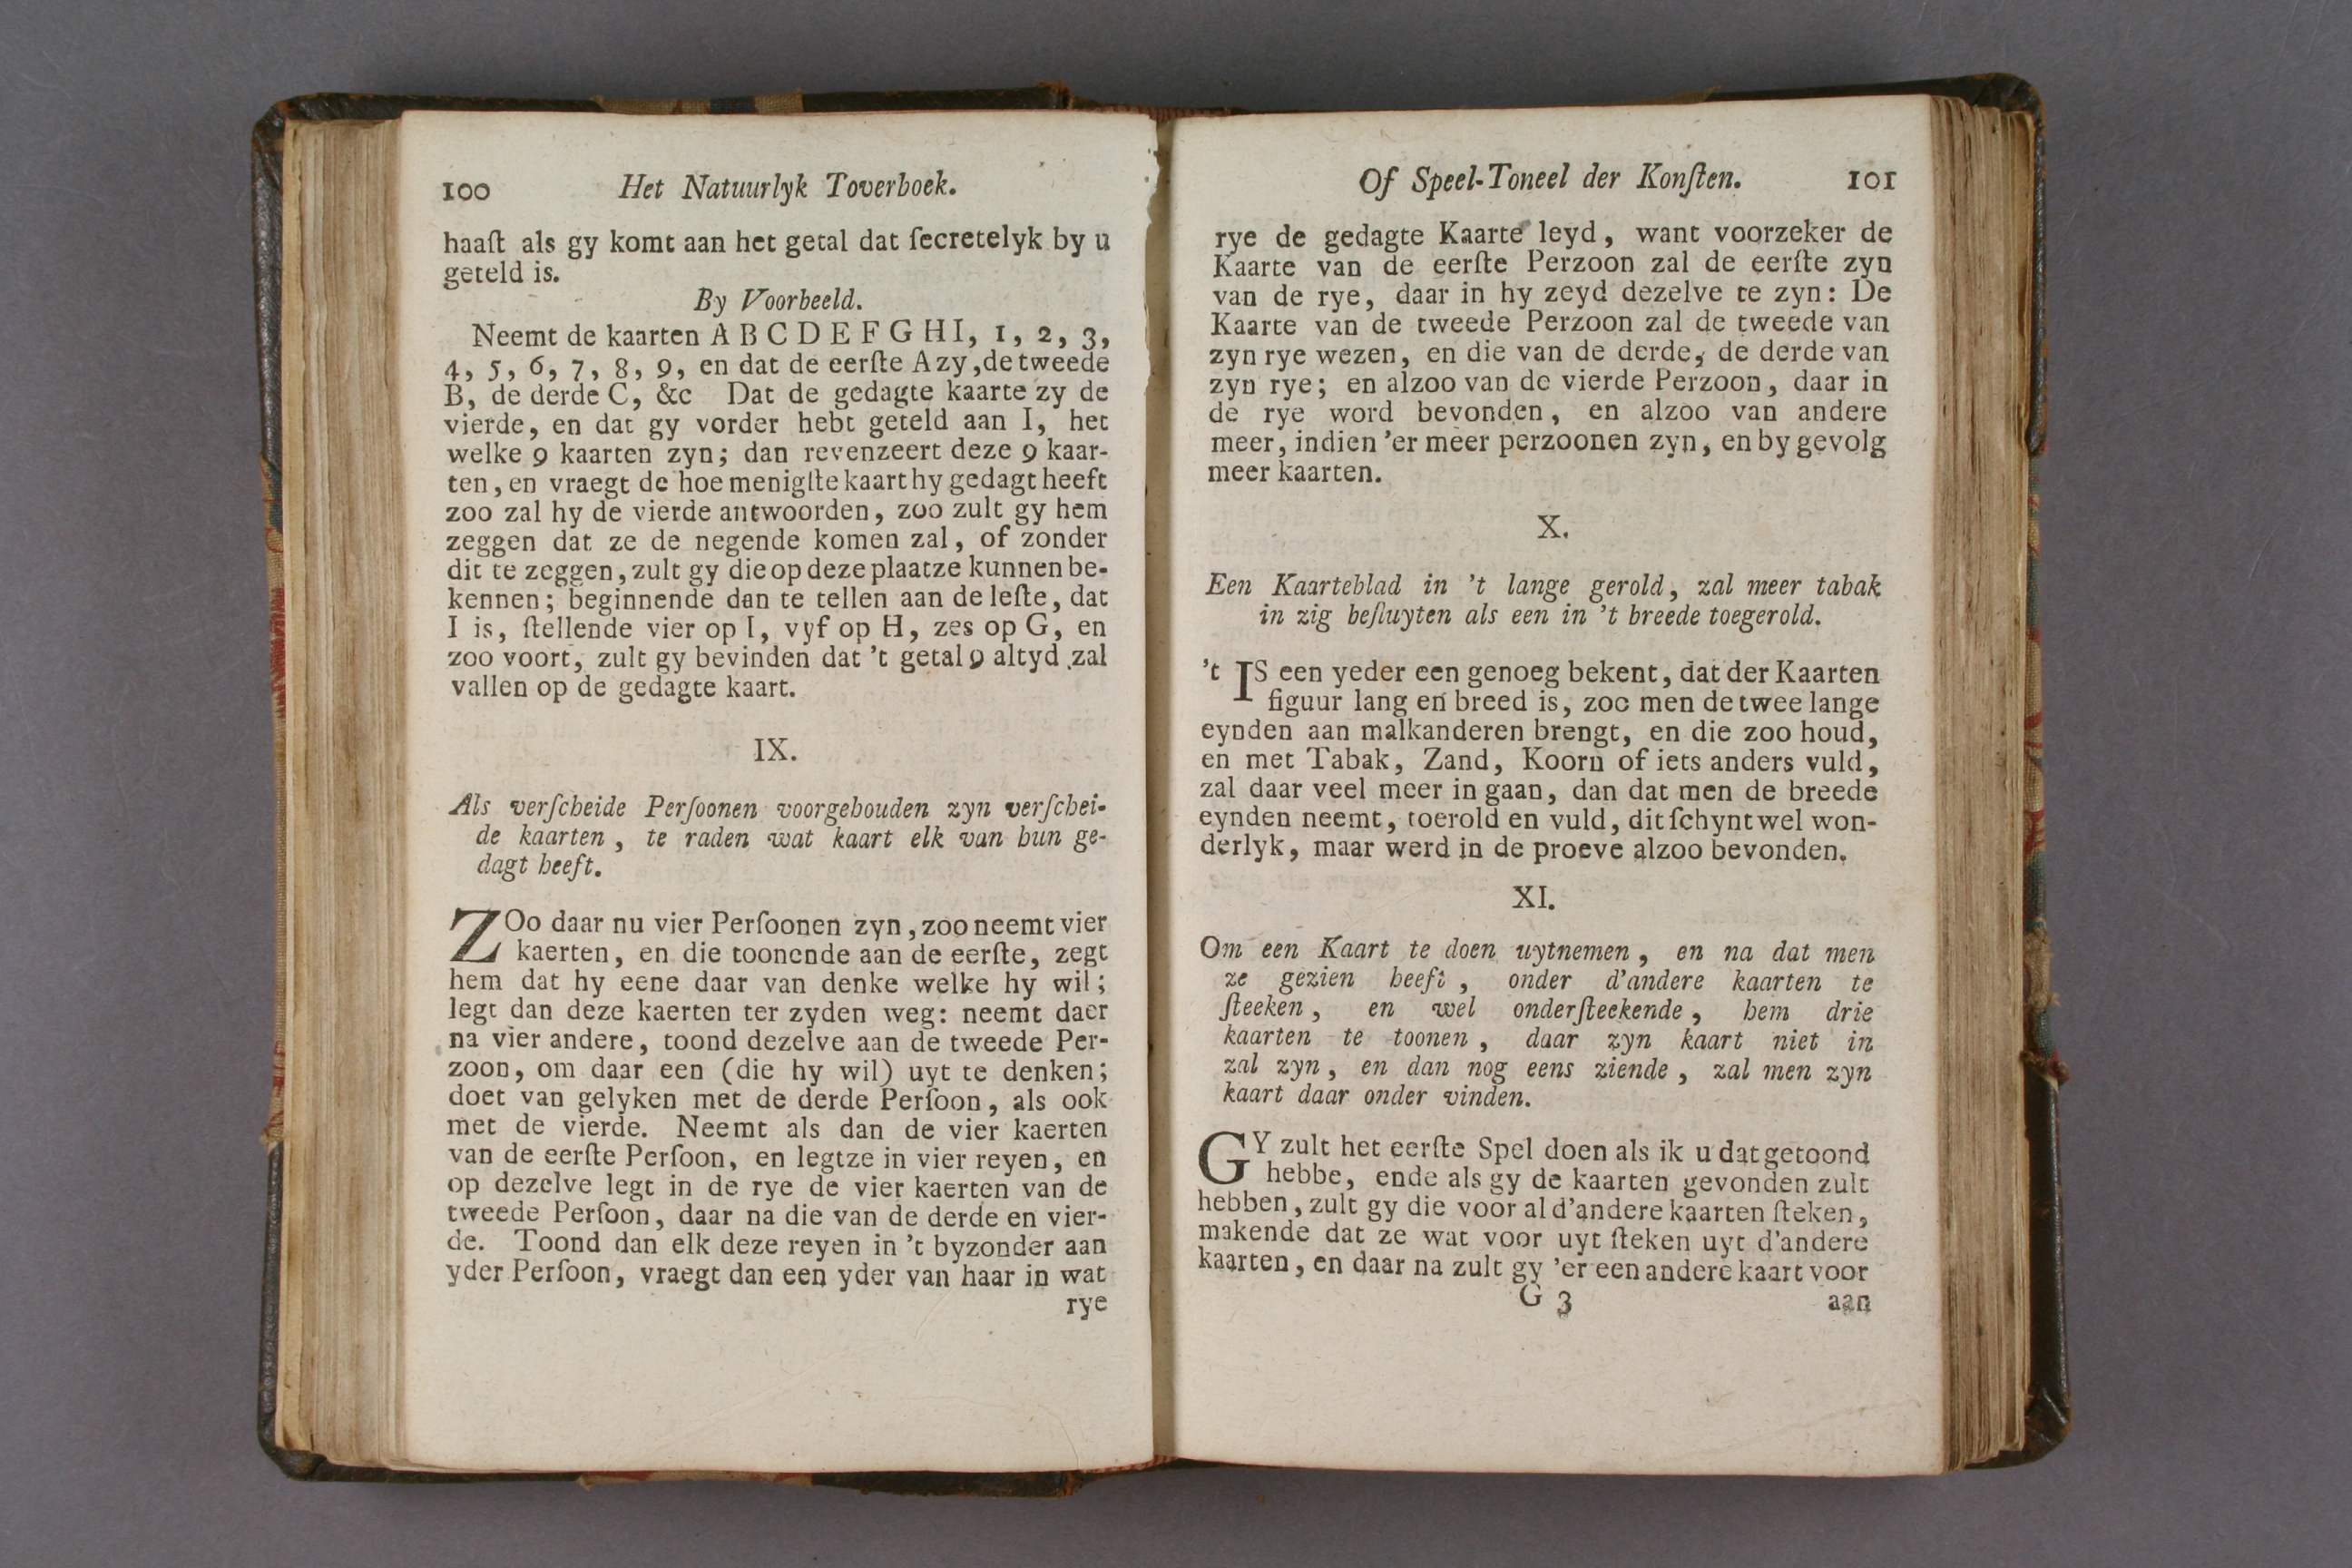 100 Het Natuurlyk Toverboek.
haaſt als gy komt aan het getal dat ſecretelyk by u
geteld is.
By Voorbeeld.
Neemt de kaarten A B C D E F G H I, 1, 2, 3,
4, 5, 6, 7, 8, 9, en dat de eerſte A zy, de tweede
B, de derde C, &c Dat de gedagte kaarte zy de
vierde, en dat gy vorder hebt geteld aan I, het
welke 9 kaarten zyn; dan revenzeert deze 9 kaar-
ten, en vraegt de hoe menigſte kaart hy gedagt heeft
zoo zal hy de vierde antwoorden, zoo zult gy hem
zeggen dat ze de negende komen zal, of zonder
dit te zeggen, zult gy die op deze plaatze kunnen be-
kennen; beginnende dan te tellen aan de leſte, dat
I is, ſtellende vier op I, vyf op H, zes op G, en
zoo voort, zult gy bevinden dat 't getal 9 altyd zal
vallen op de gedagte kaart.
IX.
Als verſcheide Perſoonen voorgehouden zyn verſchei-
de kaarten, te raden wat kaart elk van hun ge-
dagt heeft.
ZOo daar nu vier Perſoonen zyn, zoo neemt vier
kaerten, en die toonende aan de eerſte, zegt
hem dat hy eene daar van denke welke hy wil;
legt dan deze kaerten ter zyden weg: neemt daer
na vier andere, toond dezelve aan de tweede Per-
zoon, om daar een (die hy wil) uyt te denken;
doet van gelyken met de derde Perſoon, als ook
met de vierde. Neemt als dan de vier kaerten
van de eerſte Perſoon, en legtze in vier reyen, en
op dezelve legt in de rye de vier kaerten van de
tweede Perſoon, daar na die van de derde en vier-
de. Toond dan elk deze reyen in 't byzonder aan
yder Perſoon, vraegt dan een yder van haar in wat
rye
Of Speel-Toneel der Konſten. 101
rye de gedagte Kaarte leyd, want voorzeker de
Kaarte van de eerſte Perzoon zal de eerſte zyn
van de rye, daar in hy zeyd dezelve te zyn: De
Kaarte van de tweede Perzoon zal de tweede van
zyn rye wezen, en die van de derde, de derde van
zyn rye; en alzoo van de vierde Perzoon, daar in
de rye word bevonden, en alzoo van andere
meer, indien 'er meer perzoonen zyn, en by gevolg
meer kaarten.
X.
Een Kaarteblad in 't lange gerold, zal meer tabak
in zig beſluyten als een in 't breede toegerold.
't IS een yeder een genoeg bekent, dat der Kaarten
figuur lang en breed is, zoo men de twee lange
eynden aan malkanderen brengt, en die zoo houd,
en met Tabak, Zand, Koorn of iets anders vuld,
zal daar veel meer in gaan, dan dat men de breede
eynden neemt, toerold en vuld, dit ſchynt wel won-
derlyk, maar werd in de proeve alzoo bevonden.
XI.
Om een Kaart te doen uytnemen, en na dat men
ze gezien heeft, onder d'andere kaarten te
ſteeken, en wel onderſteekende, hem drie
kaarten te toonen, daar zyn kaart niet in
zal zyn, en dan nog eens ziende, zal men zyn
kaart daar onder vinden.
GY zult het eerſte Spel doen als ik u dat getoond
hebbe, ende als gy de kaarten gevonden zult
hebben, zult gy die voor al d'andere kaarten ſteken,
makende dat ze wat voor uyt ſteken uyt d'andere
kaarten, en daar na zult gy 'er een andere kaart voor
G 3 aan